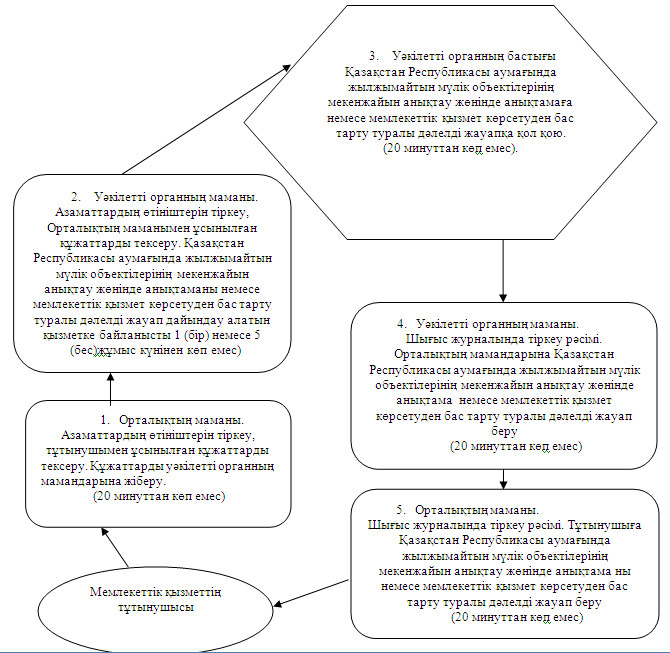 3. Уәкілетті органның бастығы
Қазақстан Республикасы аумағында
жылжымайтын мүлік объектілерінің
мекенжайын анықтау жөнінде анықтамаға
немесе мемлекеттік қызмет көрсетуден бас
тарту туралы дәлелді жауапқа қол қою.
(20 минуттан көп емес).
2. Уәкілетті органның маманы.
Азаматтардың өтініштерін тіркеу,
Орталықтың маманымен ұсынылған
құжаттарды тексеру. Қазақстан
Республикасы аумағында жылжымайтын
мүлік объектілерінің мекенжайын
анықтау жөнінде анықтаманы немесе
мемлекеттік қызмет көрсетуден бас тарту
туралы дәлелді жауап дайындау алатын
қызметке байланысты 1 (бір) немесе 5
(бес)жұмыс күнінен көп емес)
4. Уәкілетті органның маманы.
Шығыс журналында тіркеу рәсімі.
Орталықтың мамандарына Қазақстан
Республикасы аумағында жылжымайтын мүлік
объектілерінің мекенжайын анықтау жөнінде
анықтама немесе мемлекеттік қызмет
көрсетуден бас тарту туралы дәлелді жауап
беру
(20 минуттан көп емес)
1. Орталықтың маманы.
Азаматтардың өтініштерін тіркеу,
тұтынушымен ұсынылған құжаттарды
тексеру. Құжаттарды уәкілетті органның
мамандарына жіберу.
(20 минуттан көп емес)
5. Орталықтың маманы.
Шығыс журналында тіркеу рәсімі. Тұтынушыға
Қазақстан Республикасы аумағында
жылжымайтын мүлік объектілерінің
мекенжайын анықтау жөнінде анықтама ны
немесе мемлекеттік қызмет көрсетуден бас
тарту туралы дәлелді жауап беру
(20 минуттан көп емес)
Мемлекеттік қызметтің
тұтынушысы